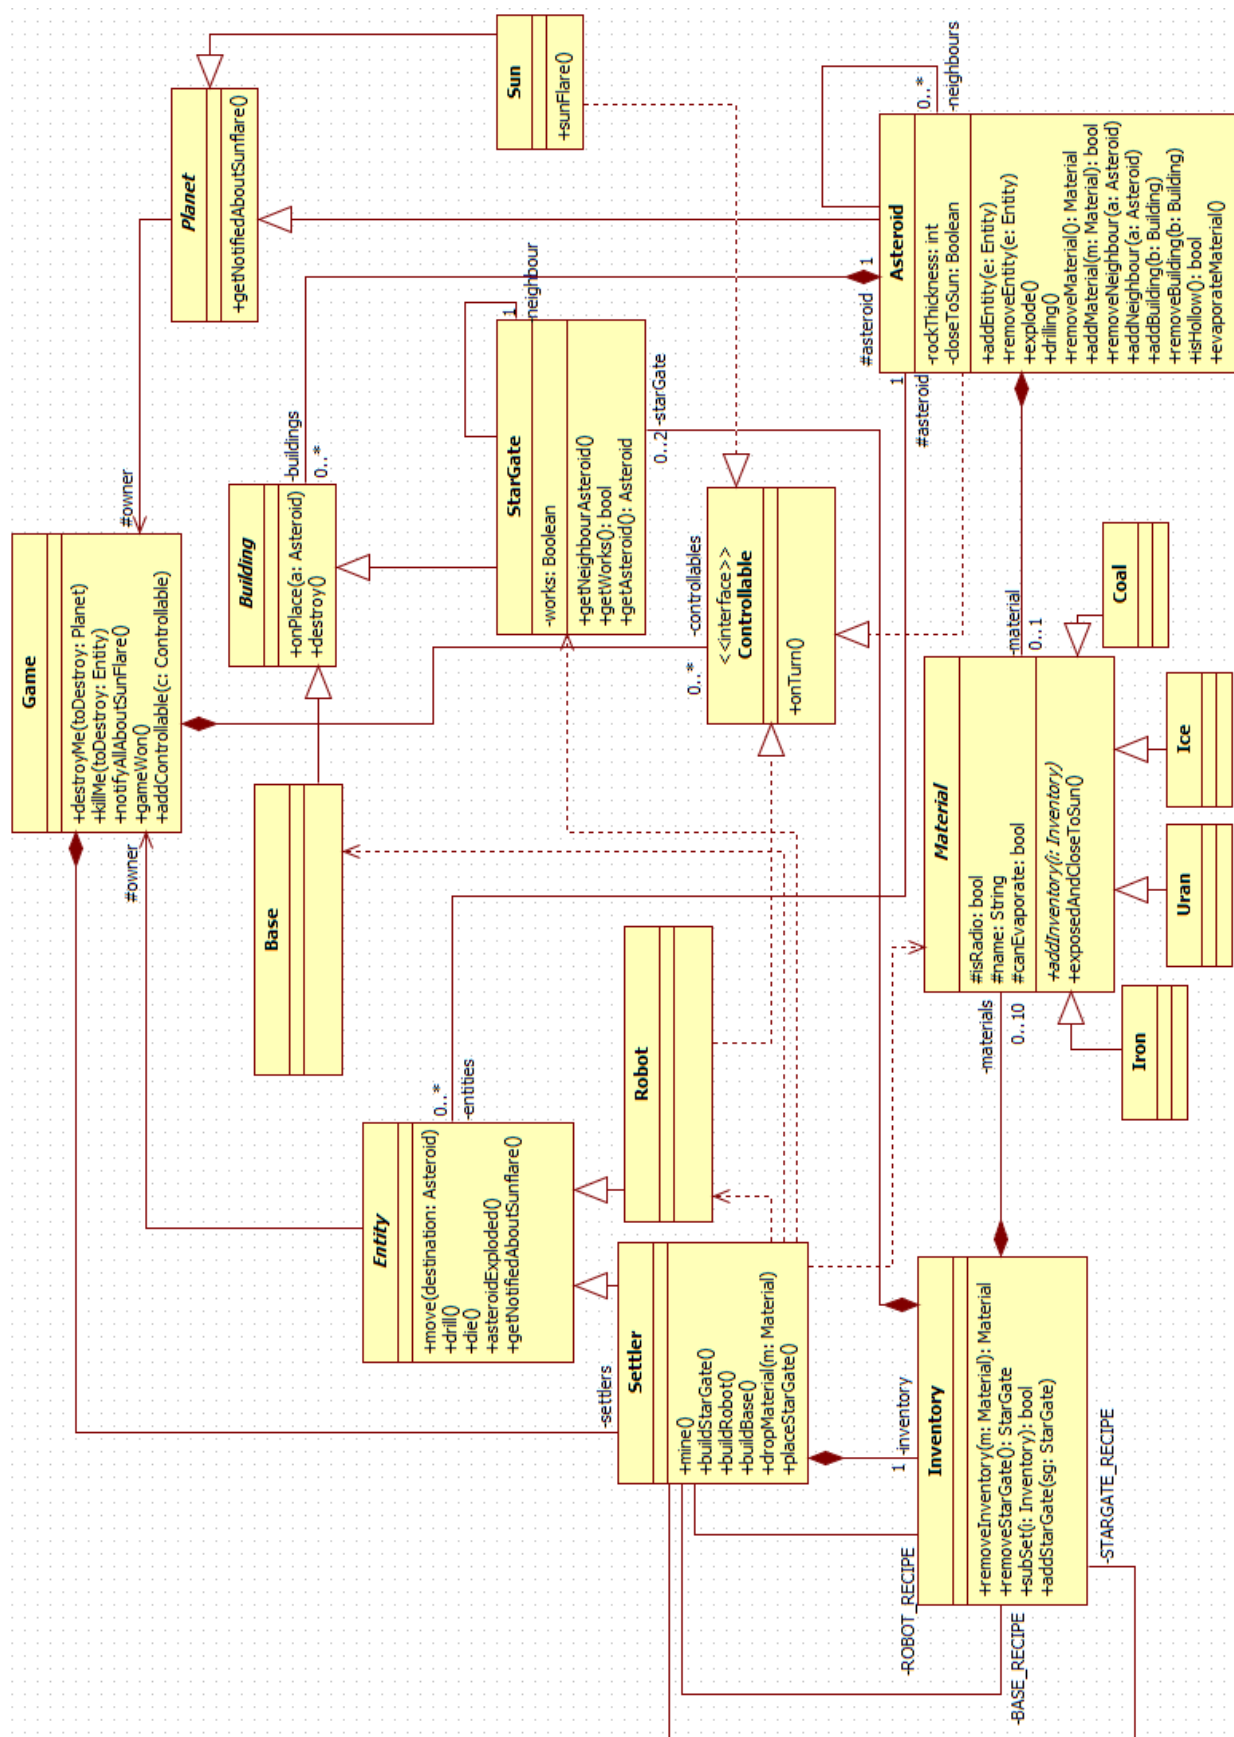 Game
+destroyMe(toDestroy: Planet)
+killMe(toDestroy: Entity)
+notifyAllAboutSunFlare()
+gameWon()
+addControllable(c: Controllable)
#owner
#owner
Planet
+getNotifiedAboutSunflare()
Sun
+sunFlare()
Building
+onPlace(a: Asteroid)
+destroy()
-buildings
0..*
Base
StarGate
-works: Boolean
+getNeighbourAsteroid()
+getWorks(): bool
+getAsteroid(): Asteroid
1
-neighbour
-starGate
0..2
<<interface>>
Controllable
+onTurn()
-controllables
0..*
Asteroid
-rockThickness: int
-closeToSun: Boolean
+addEntity(e: Entity)
+removeEntity(e: Entity)
+explode()
+drilling()
+removeMaterial(): Material
+addMaterial(m: Material): bool
+removeNeighbour(a: Asteroid)
+addNeighbour(a: Asteroid)
+addBuilding(b: Building)
+removeBuilding(b: Building)
+isHollow(): bool
+evaporateMaterial()
0..*
-neighbours
#asteroid
1
1
#asteroid
Entity
+move(destination: Asteroid)
+drill()
+die()
+asteroidExploded()
+getNotifiedAboutSunflare()
0..*
-entities
Robot
Settler
+mine()
+buildStarGate()
+buildRobot()
+buildBase()
+dropMaterial(m: Material)
+placeStarGate()
-settlers
Material
#isRadio: bool
#name: String
#canEvaporate: bool
+addInventory(i: Inventory)
+exposedAndCloseToSun()
-material
0..1
-materials
0..10
Coal
Ice
Uran
Iron
Inventory
+removeInventory(m: Material): Material
+removeStarGate(): StarGate
+subSet(i: Inventory): bool
+addStarGate(sg: StarGate)
1
-inventory
-ROBOT_RECIPE
-BASE_RECIPE
-STARGATE_RECIPE